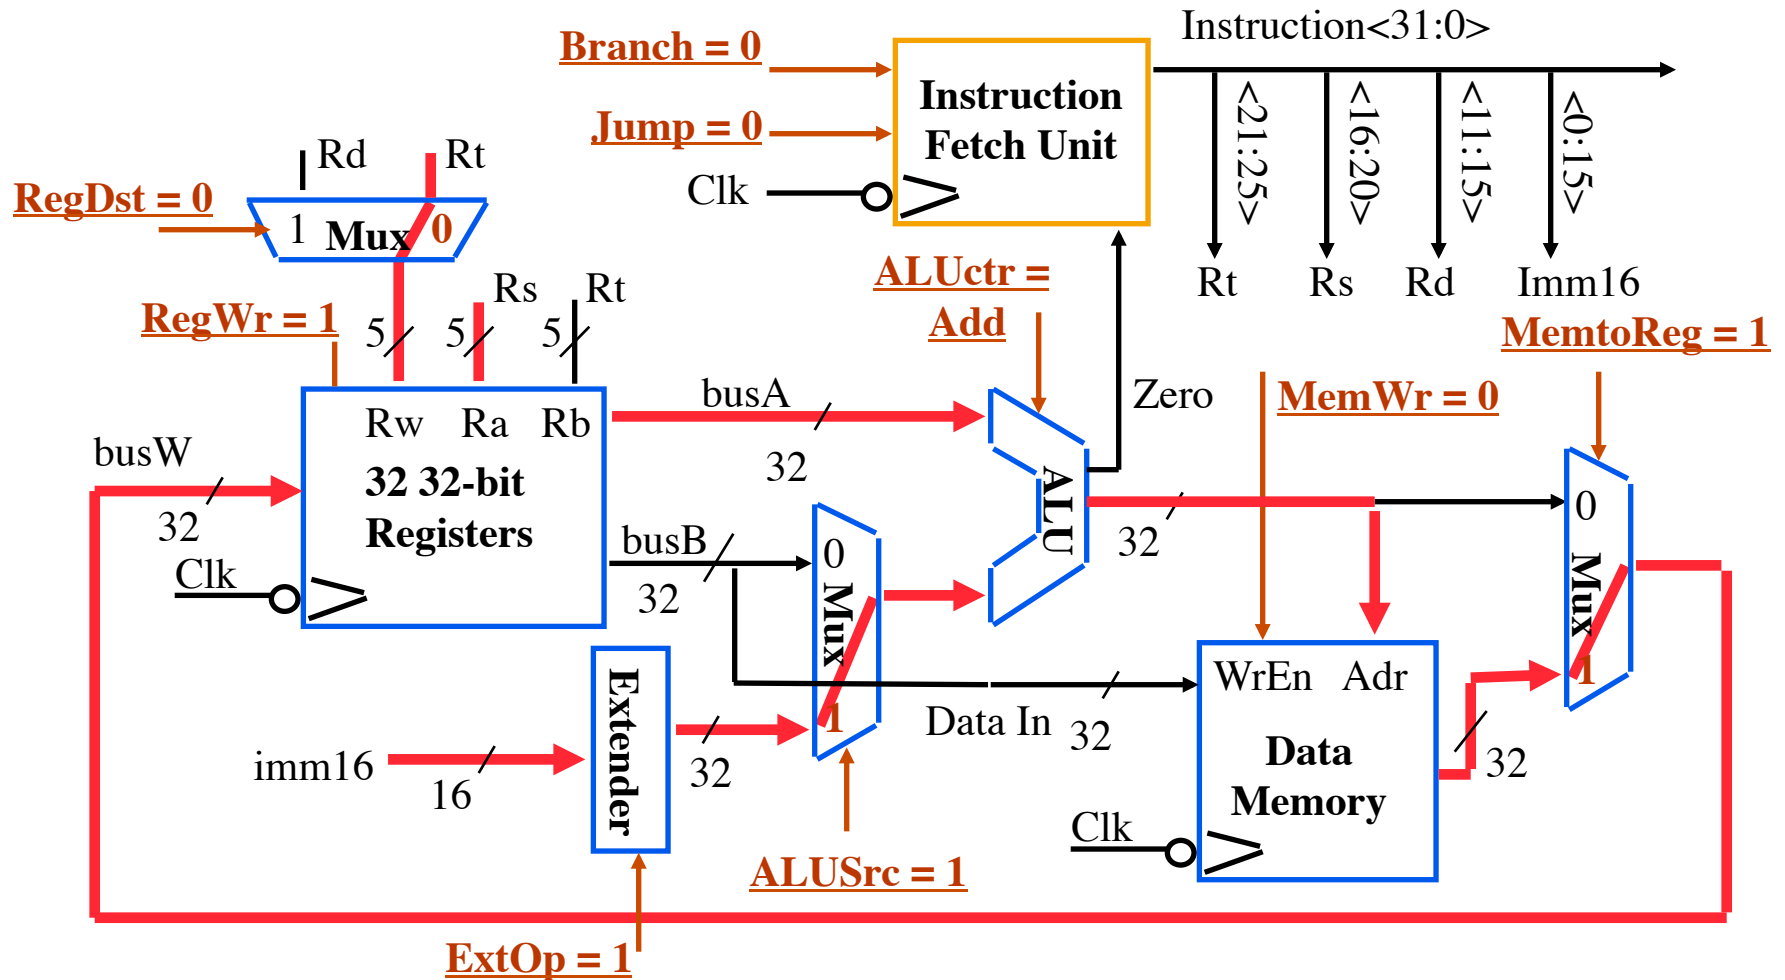 Instruction<31:0>
Branch = 0
Instruction
Fetch Unit
Jump = 0
Clk
<21:25>
<16:20>
<11:15>
<0:15>
Rt
Rs
Rd
Imm16
Rd
Rt
RegDst = 0
1
Mux
0
RegWr = 1
5
5
5
Rs
Rt
ALUctr =
Add
MemtoReg = 1
Zero
MemWr = 0
busA
32
Rw
Ra
Rb
32 32-bit
Registers
busW
32
Clk
busB
32
0
Mux
1
ALU
32
0
Mux
1
WrEn
Adr
Data
Memory
Data In
32
32
Clk
imm16
16
Extender
32
ALUSrc = 1
ExtOp = 1